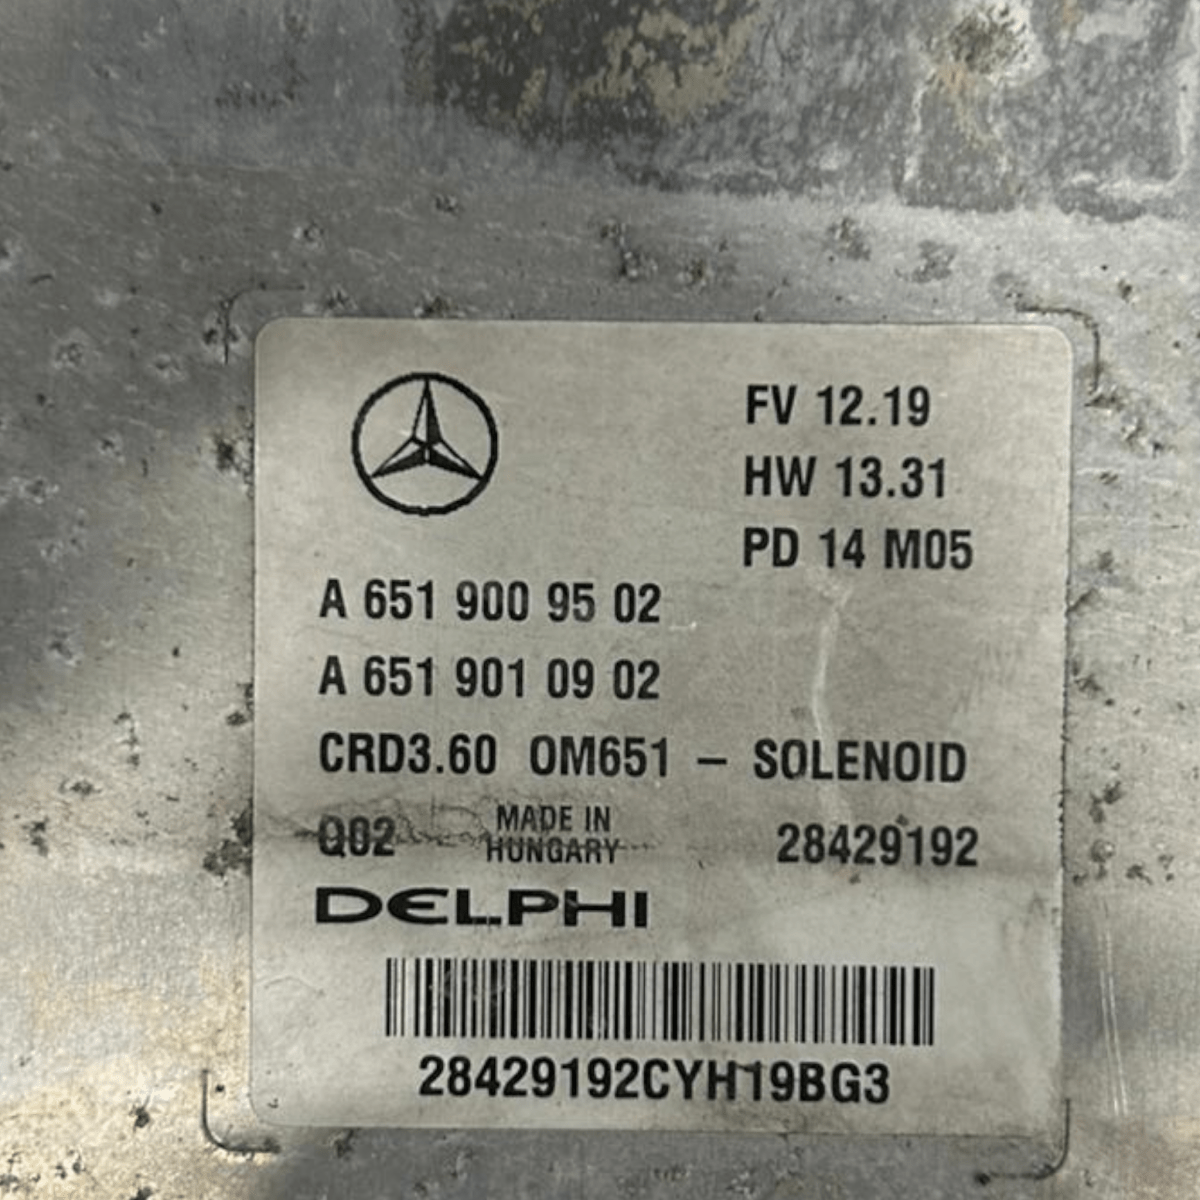 FV 12.19
HW 13.31
PD 14 M05
A 651 900 95 02
A 651 901 09 02
CRD3.60 OM651 – SOLENOID
Q02 MADE IN HUNGARY 28429192
DELPHI
28429192CYH19BG3